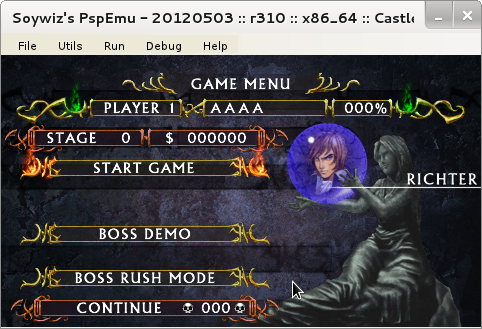 Soywiz's PspEmu - 20120503 :: r310 :: x86_64 :: Castle
File Utils Run Debug Help
GAME MENU
PLAYER 1 AAAA 000%
STAGE 0 $ 000000
START GAME
RICHTER
BOSS DEMO
BOSS RUSH MODE
CONTINUE 000